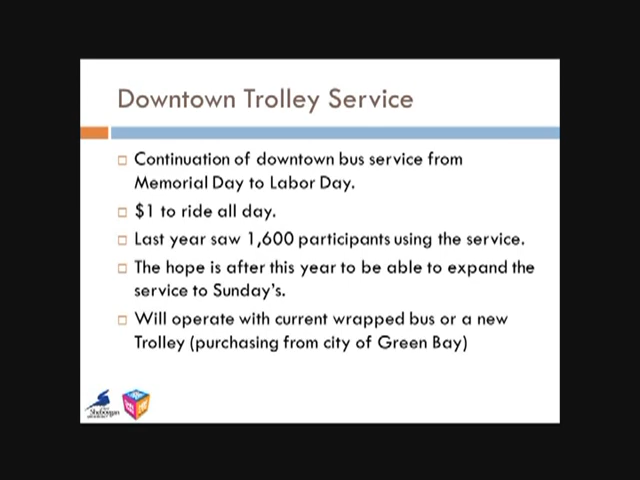 Downtown Trolley Service
Continuation of downtown bus service from
Memorial Day to Labor Day.
$1 to ride all day.
Last year saw 1,600 participants using the service.
The hope is after this year to be able to expand the
service to Sunday's.
Will operate with current wrapped bus or a new
Trolley (purchasing from city of Green Bay)
Sheboygan